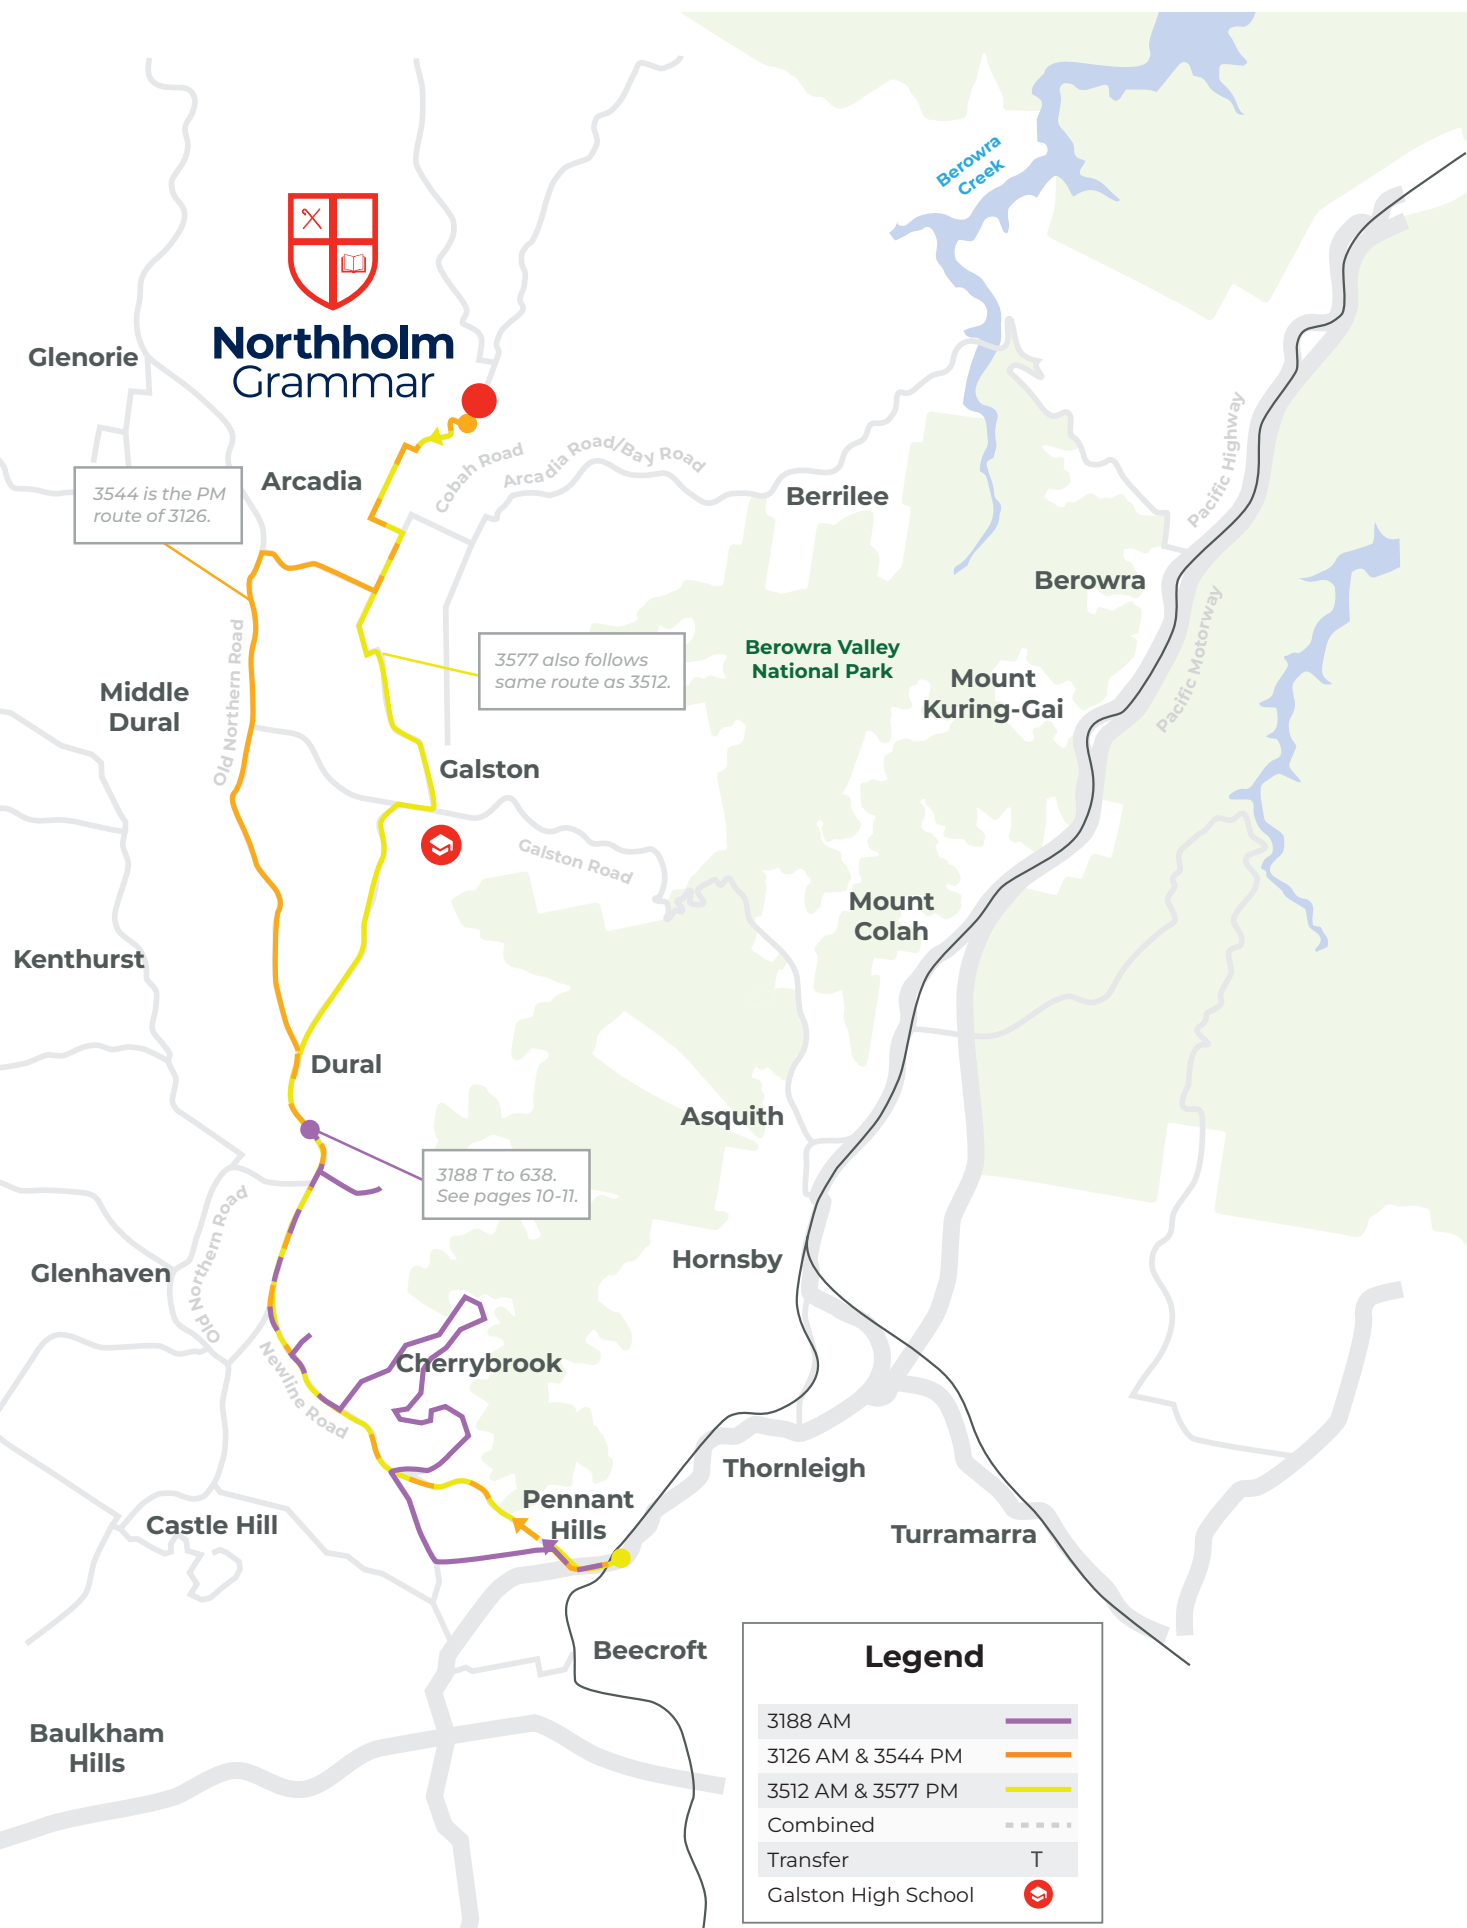 Berowra
Creek
Northholm
Grammar
Glenorie
Pacific Highway
Cobah Road
Arcadia Road/Bay Road
Arcadia
3544 is the PM
route of 3126.
Berrilee
Berowra
Pacific Motorway
Old Northern Road
3577 also follows
same route as 3512.
Berowra Valley
National Park
Middle
Dural
Mount
Kuring-Gai
Galston
Galston Road
Mount
Colah
Kenthurst
Dural
Asquith
3188 T to 638.
See pages 10-11.
Old Northern Road
Hornsby
Glenhaven
Newline Road
Cherrybrook
Thornleigh
Pennant
Hills
Castle Hill
Turramarra
Beecroft
Baulkham
Hills
Legend
3188 AM
3126 AM & 3544 PM
3512 AM & 3577 PM
Combined
Transfer T
Galston High School